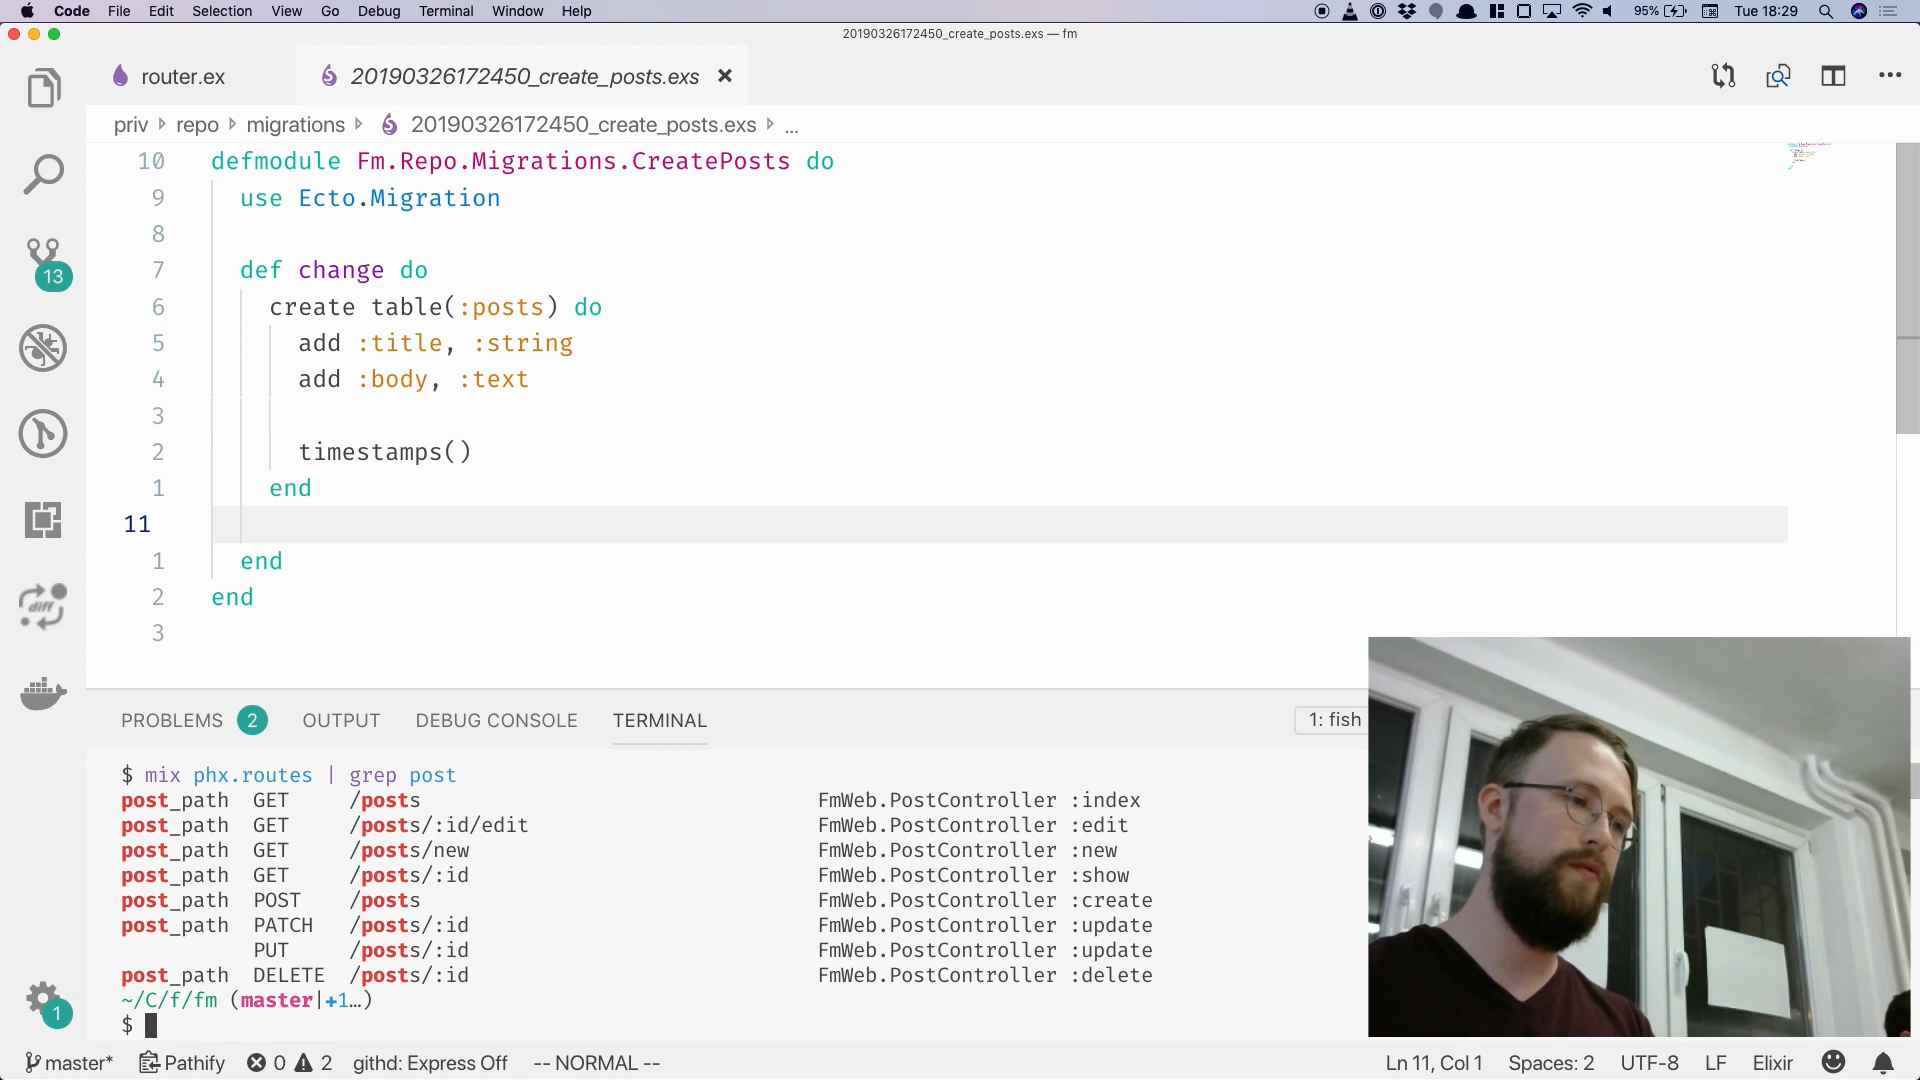 Code File Edit Selection View Go Debug Terminal Window Help 95% Tue 18:29
20190326172450_create_posts.exs — fm
router.ex 20190326172450_create_posts.exs
priv repo migrations 20190326172450_create_posts.exs ...
10 defmodule Fm.Repo.Migrations.CreatePosts do
9 use Ecto.Migration
8
7 def change do
6 create table(:posts) do
5 add :title, :string
4 add :body, :text
3
2 timestamps()
1 end
11
1 end
2 end
3
13
diff
1
PROBLEMS 2 OUTPUT DEBUG CONSOLE TERMINAL 1: fish
$ mix phx.routes | grep post
post_path GET /posts FmWeb.PostController :index
post_path GET /posts/:id/edit FmWeb.PostController :edit
post_path GET /posts/new FmWeb.PostController :new
post_path GET /posts/:id FmWeb.PostController :show
post_path POST /posts FmWeb.PostController :create
post_path PATCH /posts/:id FmWeb.PostController :update
PUT /posts/:id FmWeb.PostController :update
post_path DELETE /posts/:id FmWeb.PostController :delete
~/C/f/fm (master|+1…)
$
master* Pathify 0 2 githd: Express Off -- NORMAL -- Ln 11, Col 1 Spaces: 2 UTF-8 LF Elixir